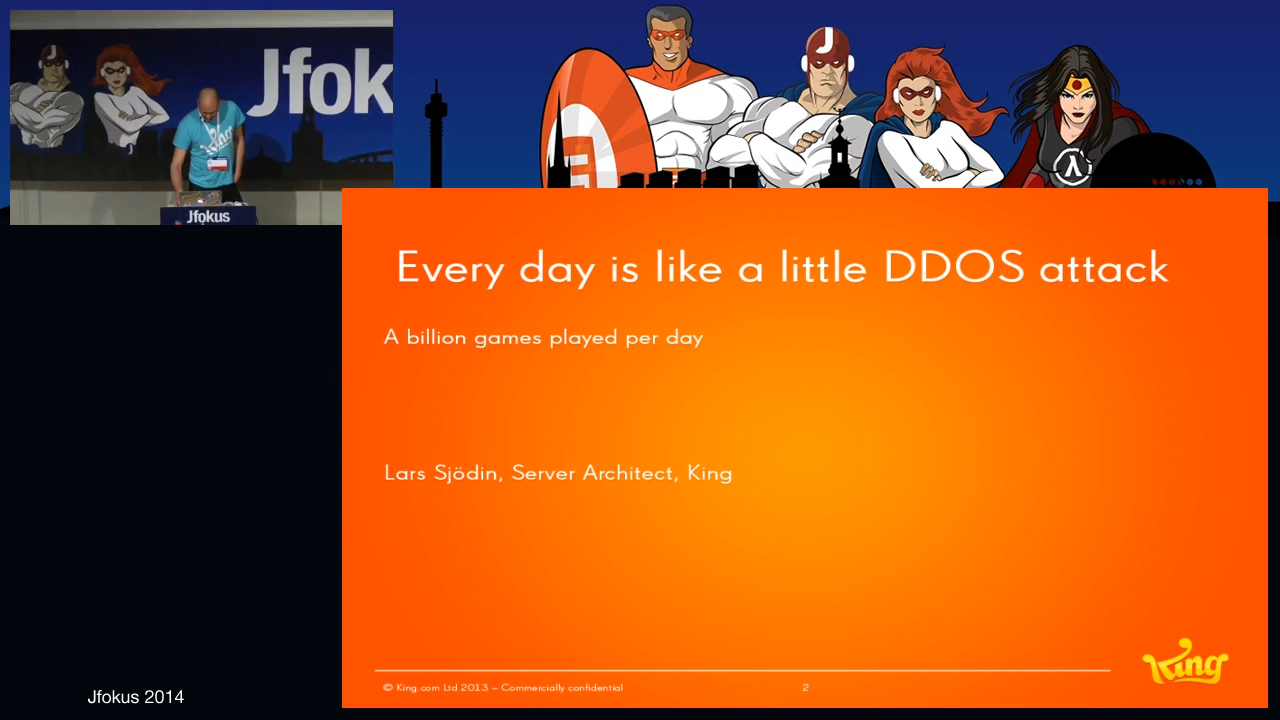 Jfok
Jfokus
J
λ
Every day is like a little DDOS attack
A billion games played per day
Lars Sjödin, Server Architect, King
King
© King.com Ltd 2013 – Commercially confidential
2
Jfokus 2014